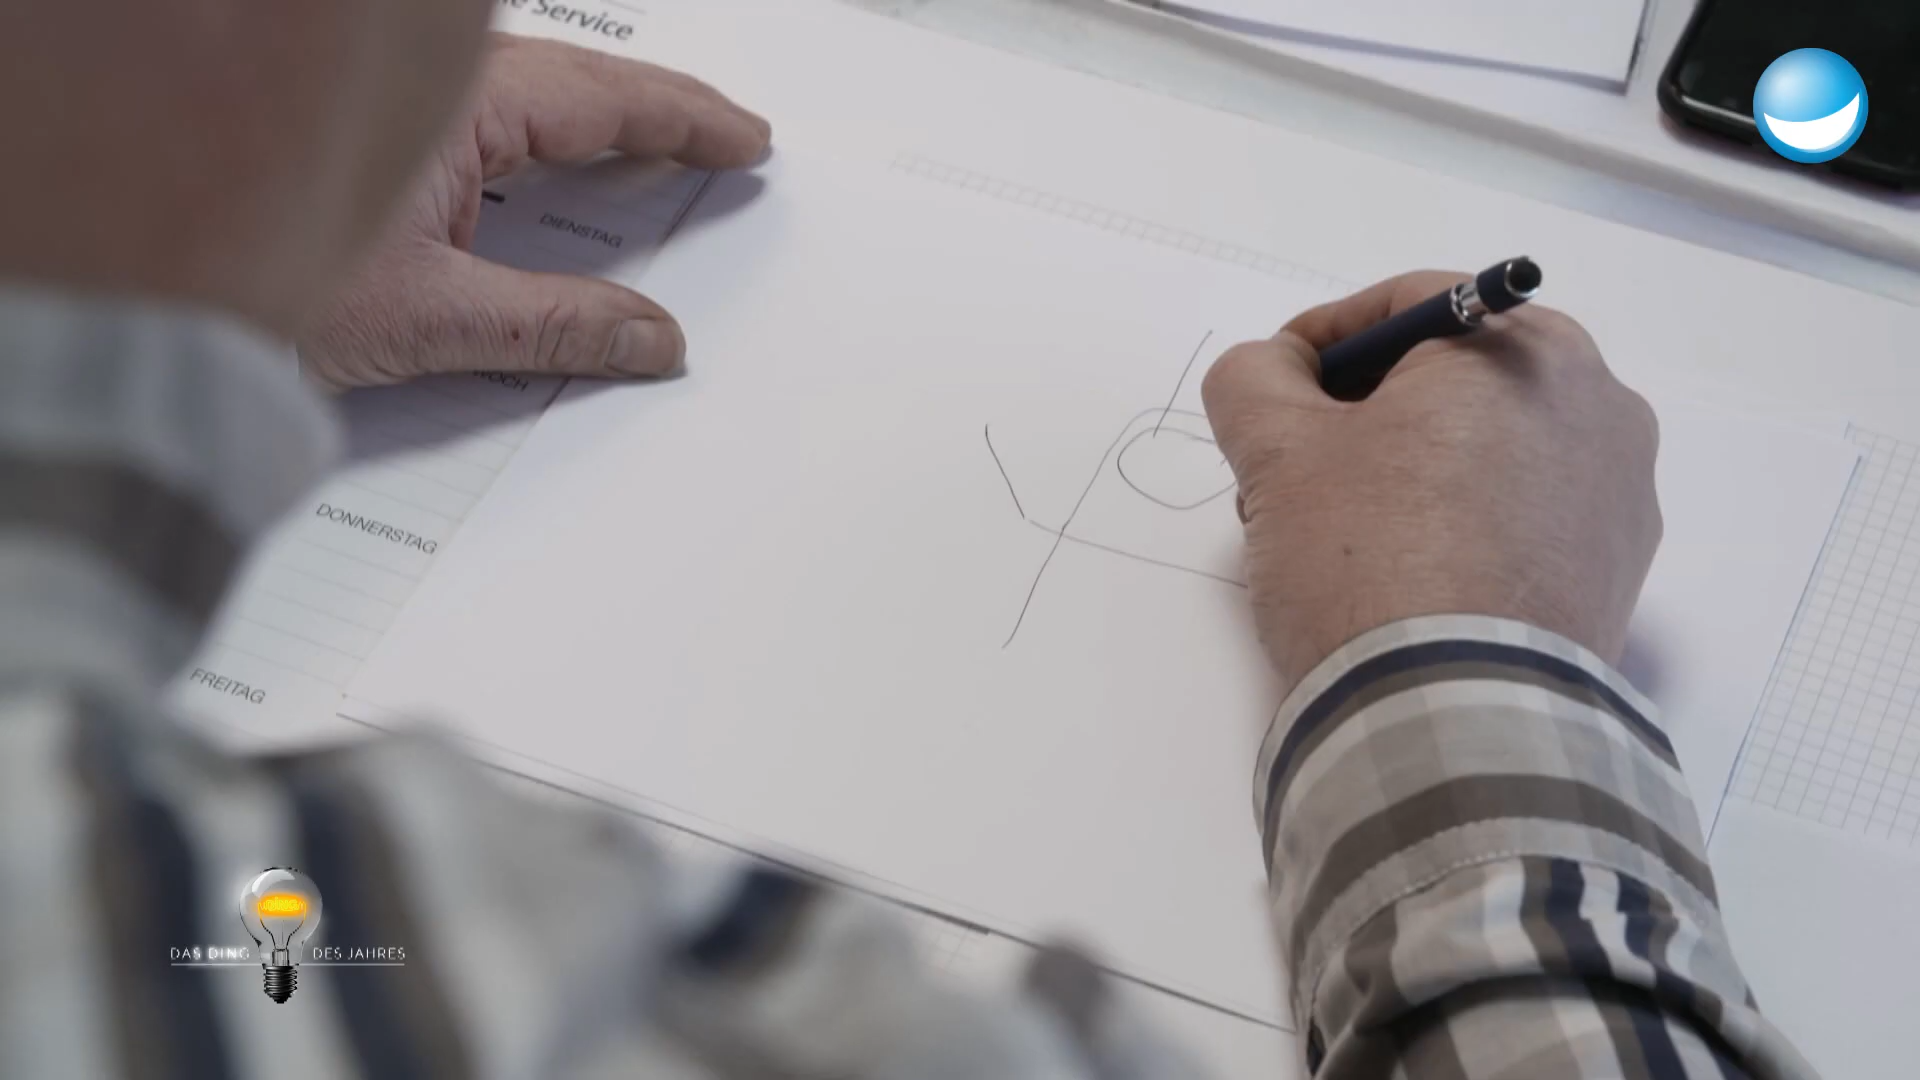 Service
DIENSTAG
WOCH
DONNERSTAG
FREITAG
DAS DING DES JAHRES